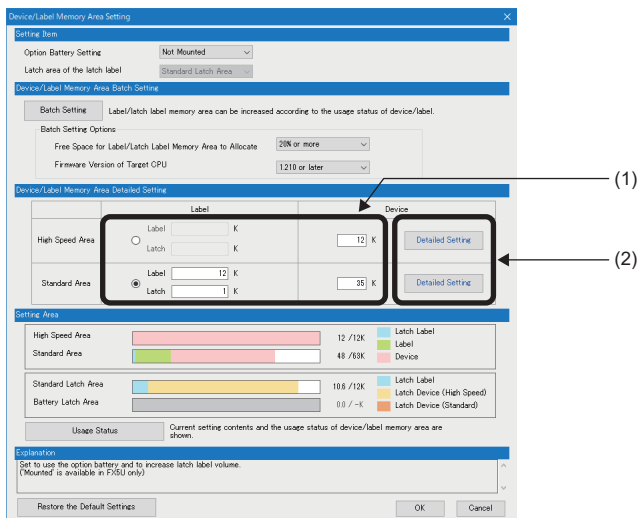 Device/Label Memory Area Setting
Setting Item
Option Battery Setting Not Mounted
Latch area of the latch label Standard Latch Area
Device/Label Memory Area Batch Setting
Batch Setting Label/latch label memory area can be increased according to the usage status of device/label.
Batch Setting Options
Free Space for Label/Latch Label Memory Area to Allocate 20% or more
Firmware Version of Target CPU 1.210 or later
(1)
Device/Label Memory Area Detailed Setting
Label Device
High Speed Area Label K 12 K Detailed Setting
Latch K
(2)
Standard Area Label 12 K 35 K Detailed Setting
Latch 1 K
Setting Area
High Speed Area 12 /12K Latch Label
Label
Standard Area 48 /63K Device
Standard Latch Area 10.6 /12K Latch Label
Latch Device (High Speed)
Battery Latch Area 0.0 / -K Latch Device (Standard)
Usage Status Current setting contents and the usage status of device/label memory area are
shown.
Explanation
Set to use the option battery and to increase latch label volume.
('Mounted' is available in FX5U only)
Restore the Default Settings OK Cancel